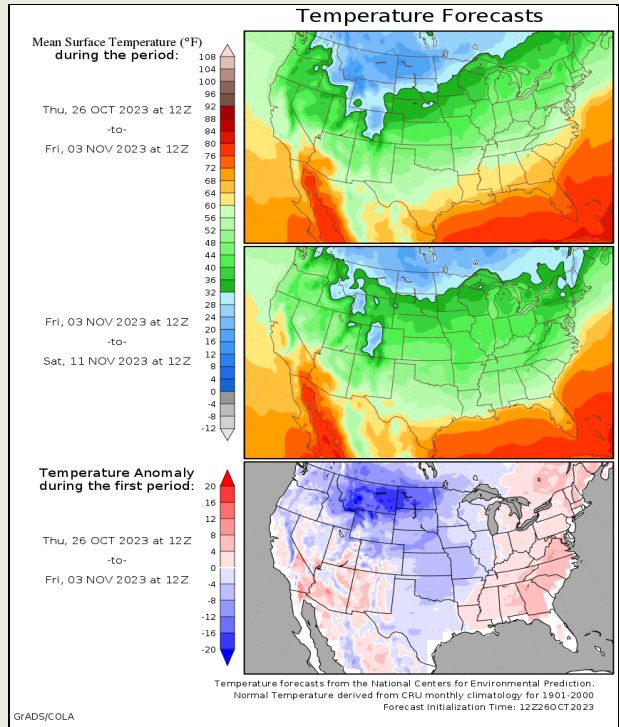 Temperature Forecasts
Mean Surface Temperature (°F)
during the period:
Thu, 26 OCT 2023 at 12Z
-to-
Fri, 03 NOV 2023 at 12Z
108
104
100
96
92
88
84
80
76
72
68
64
60
56
52
48
44
40
36
32
28
24
20
16
12
8
4
0
-4
-8
-12
Fri, 03 NOV 2023 at 12Z
-to-
Sat, 11 NOV 2023 at 12Z
Temperature Anomaly
during the first period:
Thu, 26 OCT 2023 at 12Z
-to-
Fri, 03 NOV 2023 at 12Z
20
16
12
8
4
0
-4
-8
-12
-16
-20
Temperature forecasts from the National Centers for Environmental Prediction.
Normal Temperature derived from CRU monthly climatology for 1901-2000
Forecast Initialization Time: 12Z26OCT2023
GrADS/COLA